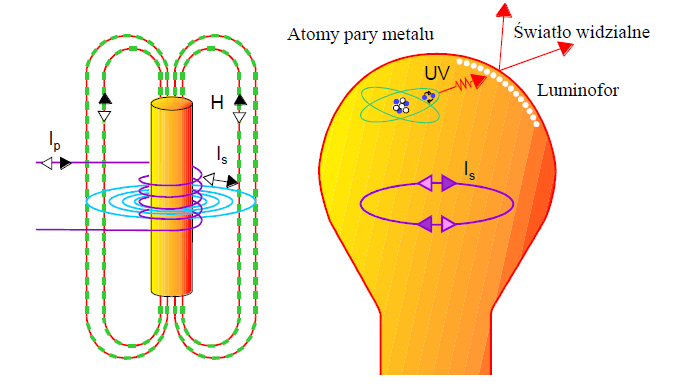 Atomy pary metalu
Światło widzialne
UV
Luminofor
H
Ip
Is
Is